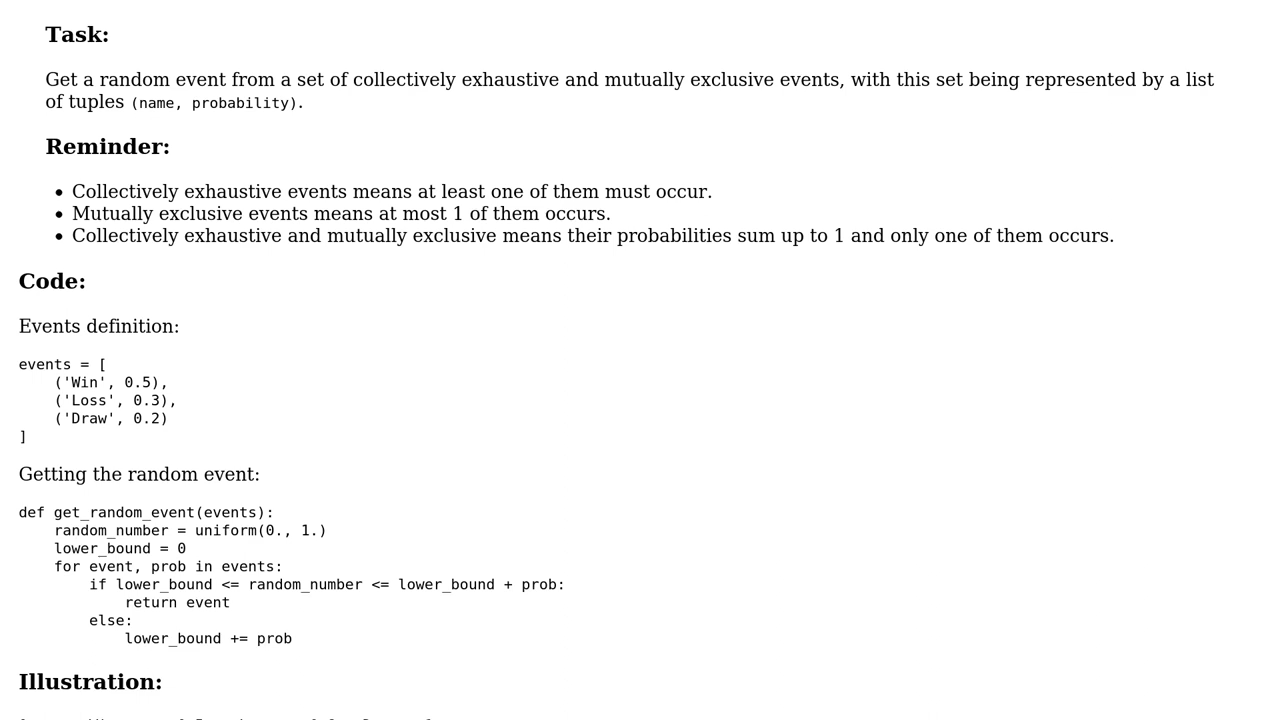 Task:
Get a random event from a set of collectively exhaustive and mutually exclusive events, with this set being represented by a list
of tuples (name, probability).
Reminder:
• Collectively exhaustive events means at least one of them must occur.
• Mutually exclusive events means at most 1 of them occurs.
• Collectively exhaustive and mutually exclusive means their probabilities sum up to 1 and only one of them occurs.
Code:
Events definition:
events = [
    ('Win', 0.5),
    ('Loss', 0.3),
    ('Draw', 0.2)
]
Getting the random event:
def get_random_event(events):
    random_number = uniform(0., 1.)
    lower_bound = 0
    for event, prob in events:
        if lower_bound <= random_number <= lower_bound + prob:
            return event
        else:
            lower_bound += prob
Illustration: